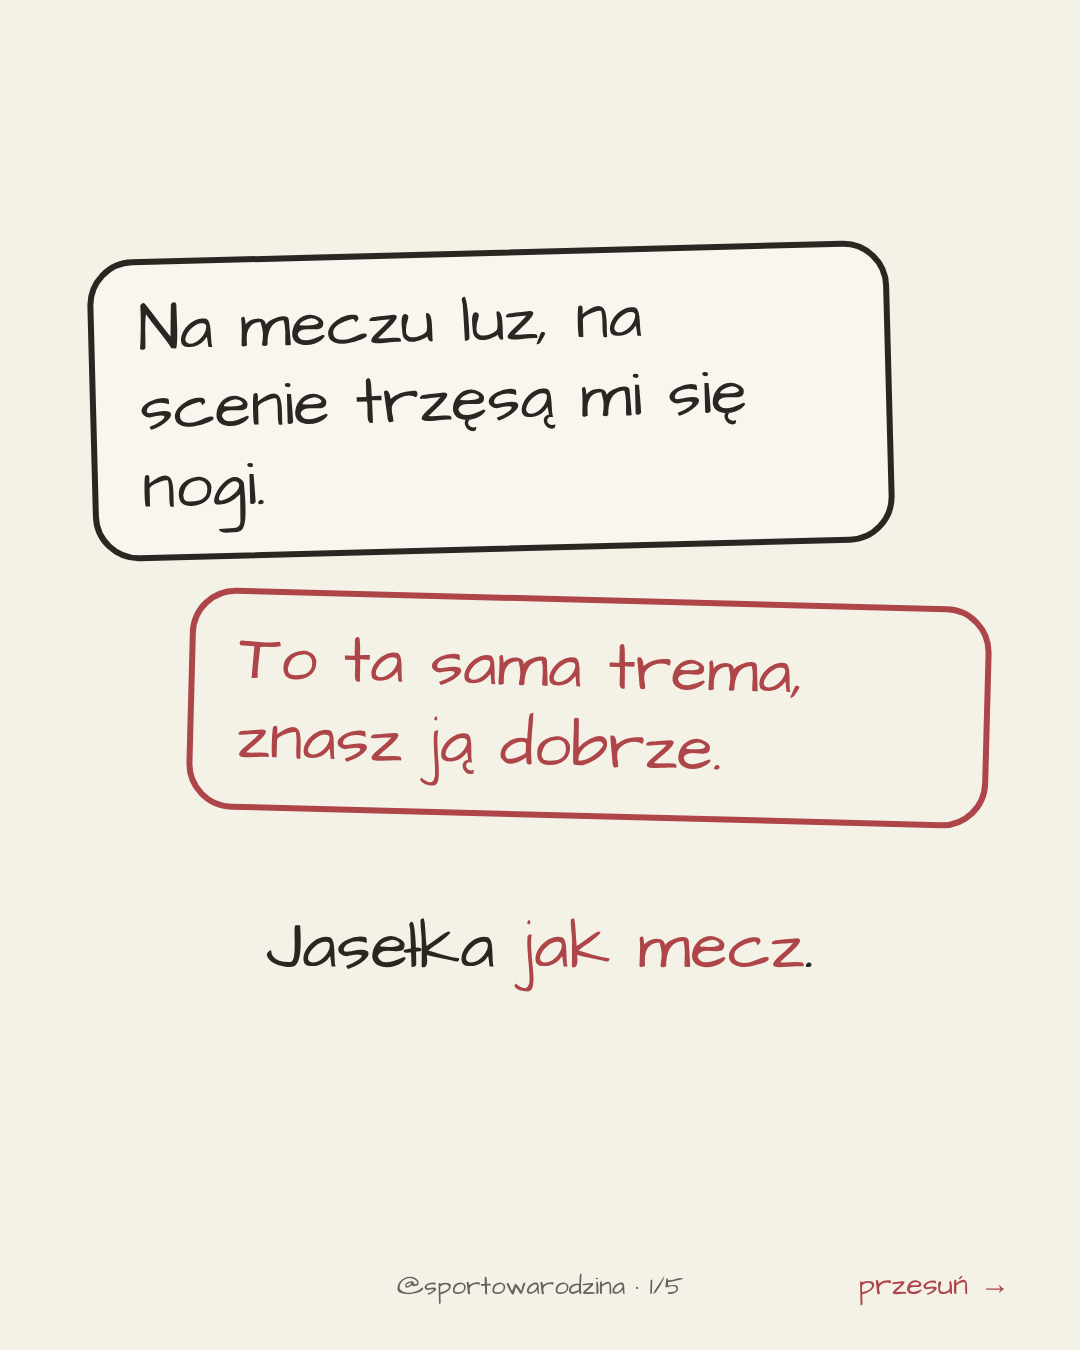 Na meczu luz, na
scenie trzęsą mi się
nogi.
To ta sama trema,
znasz ją dobrze.
Jasełka jak mecz.
@sportowarodzina · 1/5
przesuń →